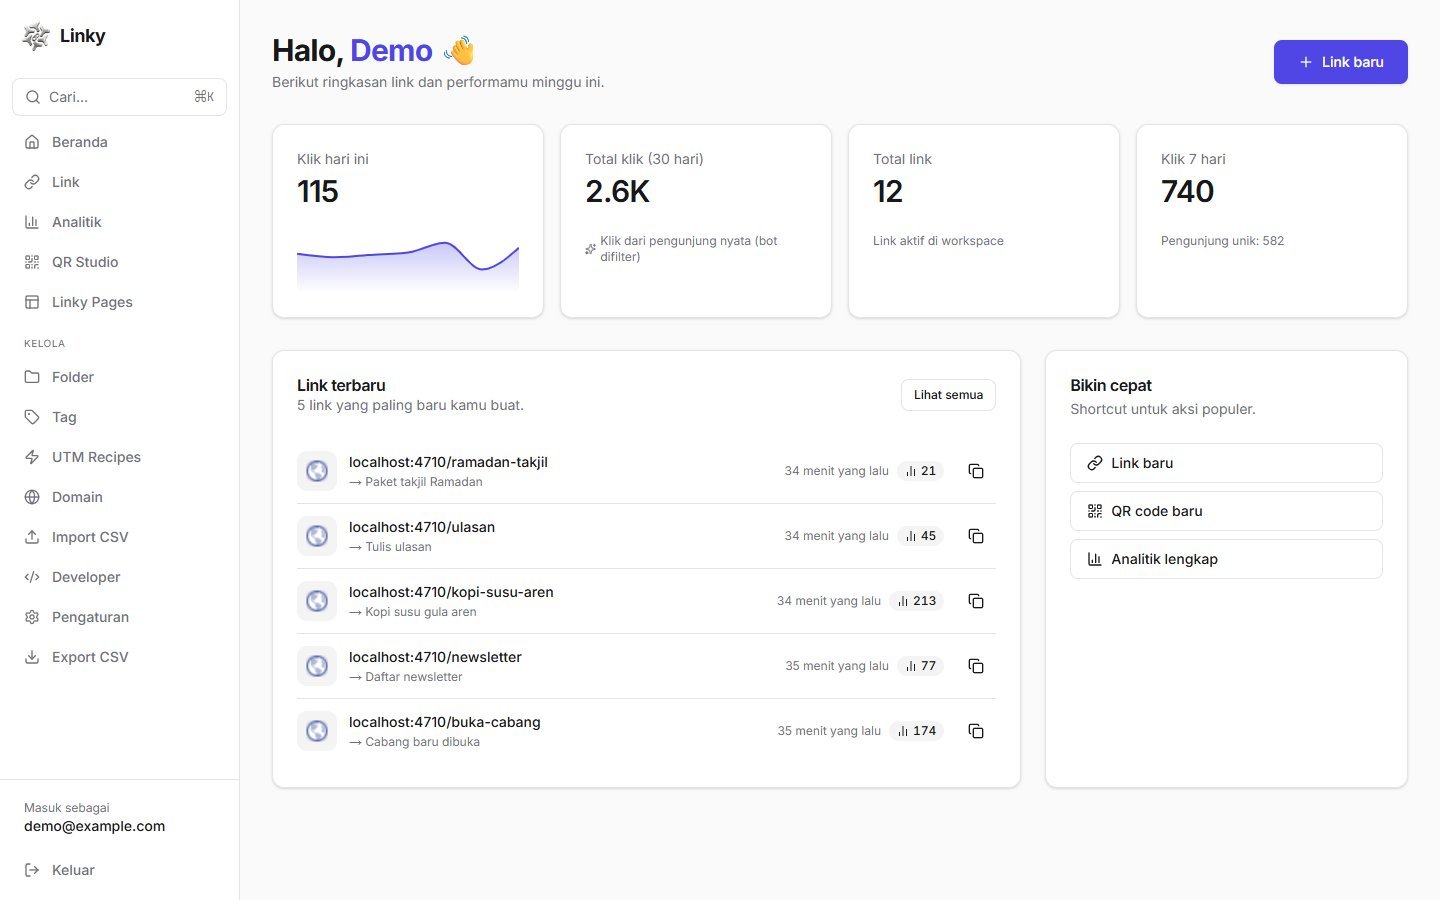 Linky
Cari...
⌘K
Beranda
Link
Analitik
QR Studio
Linky Pages
KELOLA
Folder
Tag
UTM Recipes
Domain
Import CSV
Developer
Pengaturan
Export CSV
Masuk sebagai
demo@example.com
Keluar
Halo, Demo 👋
Berikut ringkasan link dan performamu minggu ini.
Link baru
Klik hari ini
115
Total klik (30 hari)
2.6K
Klik dari pengunjung nyata (bot
difilter)
Total link
12
Link aktif di workspace
Klik 7 hari
740
Pengunjung unik: 582
Link terbaru
5 link yang paling baru kamu buat.
Lihat semua
localhost:4710/ramadan-takjil
→ Paket takjil Ramadan
34 menit yang lalu
21
localhost:4710/ulasan
→ Tulis ulasan
34 menit yang lalu
45
localhost:4710/kopi-susu-aren
→ Kopi susu gula aren
34 menit yang lalu
213
localhost:4710/newsletter
→ Daftar newsletter
35 menit yang lalu
77
localhost:4710/buka-cabang
→ Cabang baru dibuka
35 menit yang lalu
174
Bikin cepat
Shortcut untuk aksi populer.
Link baru
QR code baru
Analitik lengkap